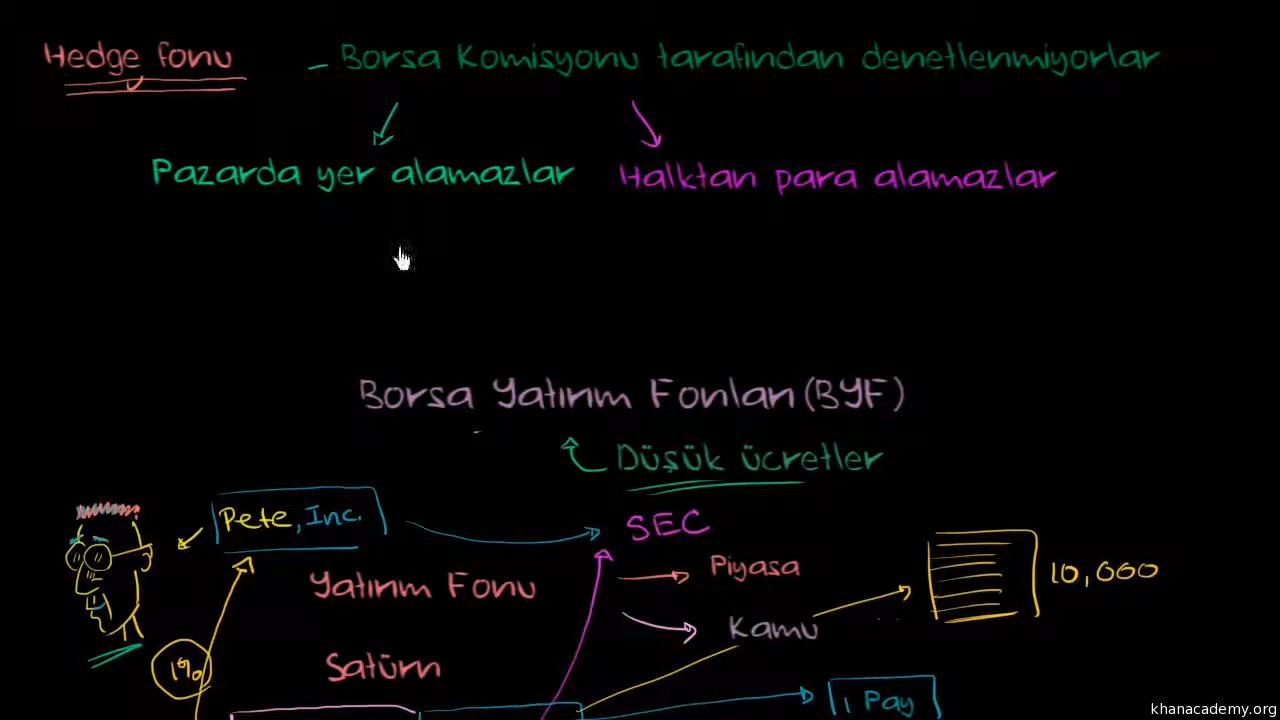 Hedge fonu - Borsa Komisyonu tarafından denetlenmiyorlar
Pazarda yer alamazlar Halktan para alamazlar
Borsa Yatırım Fonları (BYF)
Düşük ücretler
Pete, Inc.
SEC
Piyasa
10,000
Yatırım Fonu
Kamu
Satürn
1%
1 Pay
khanacademy.org